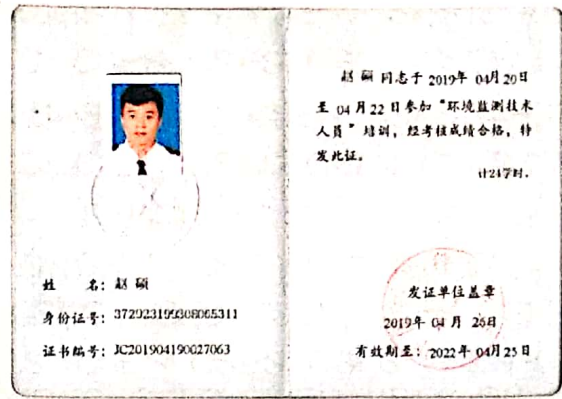 姓 名：赵硕
身份证号：372923199308065311
证书编号：JC201904190027063
赵硕同志于2019年04月20日
至04月22日参加“环境监测技术
人员”培训，经考核成绩合格，特
发此证。
计24学时.
发证单位盖章
2019年04月26日
有效期至：2022年04月25日